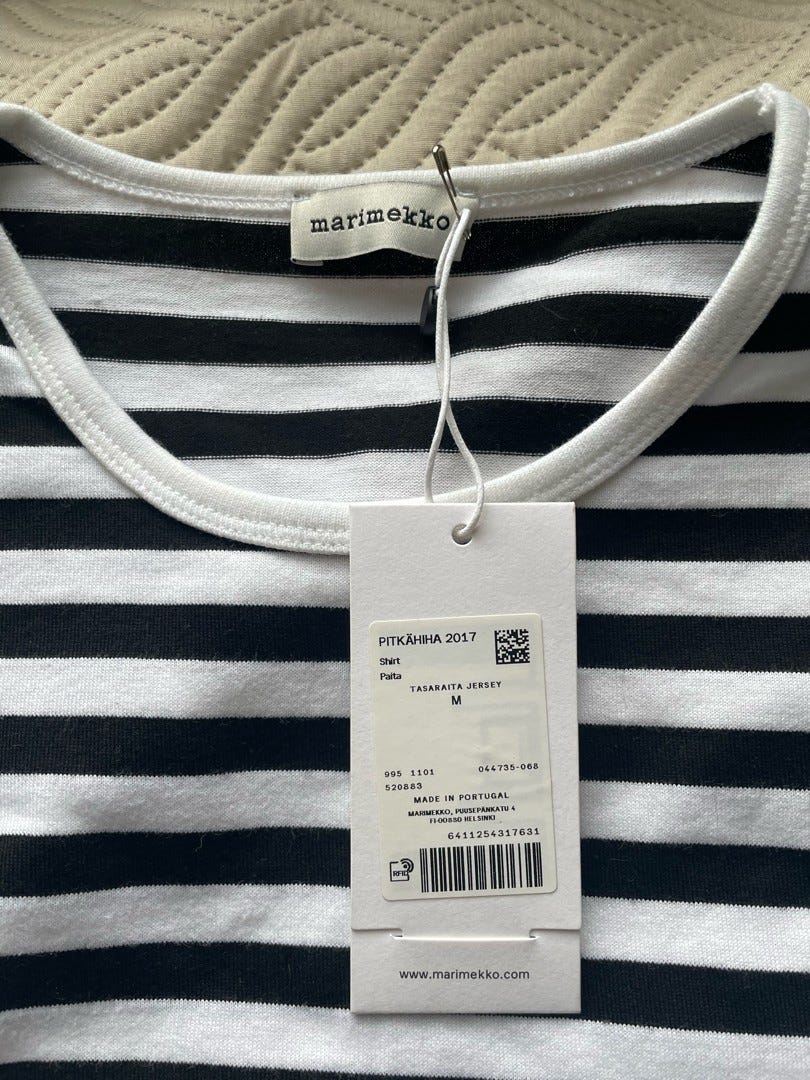 marimekko
PITKÄHIHA 2017
Shirt
Paita
TASARAITA JERSEY
M
995 1101 044735-068
520883
MADE IN PORTUGAL
MARIMEKKO, PUUSEPÄNKATU 4
FI-00880 HELSINKI
6411254317631
RFID
www.marimekko.com